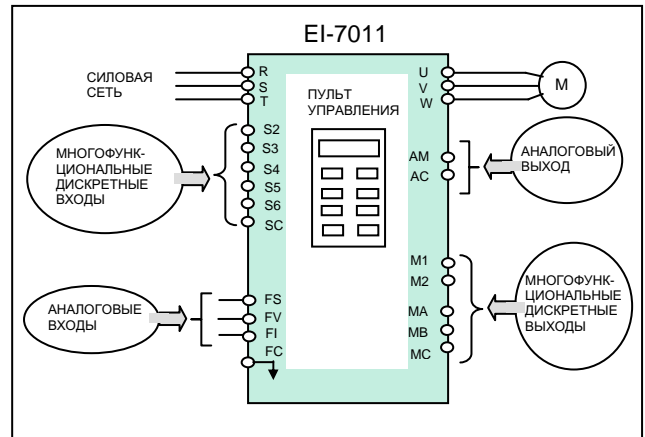 EI-7011
СИЛОВАЯ
СЕТЬ
R
S
T
ПУЛЬТ
УПРАВЛЕНИЯ
U
V
W
M
МНОГОФУНК-
ЦИОНАЛЬНЫЕ
ДИСКРЕТНЫЕ
ВХОДЫ
S2
S3
S4
S5
S6
SC
AM
AC
АНАЛОГОВЫЙ
ВЫХОД
АНАЛОГОВЫЕ
ВХОДЫ
FS
FV
FI
FC
M1
M2
MA
MB
MC
МНОГОФУНК-
ЦИОНАЛЬНЫЕ
ДИСКРЕТНЫЕ
ВЫХОДЫ